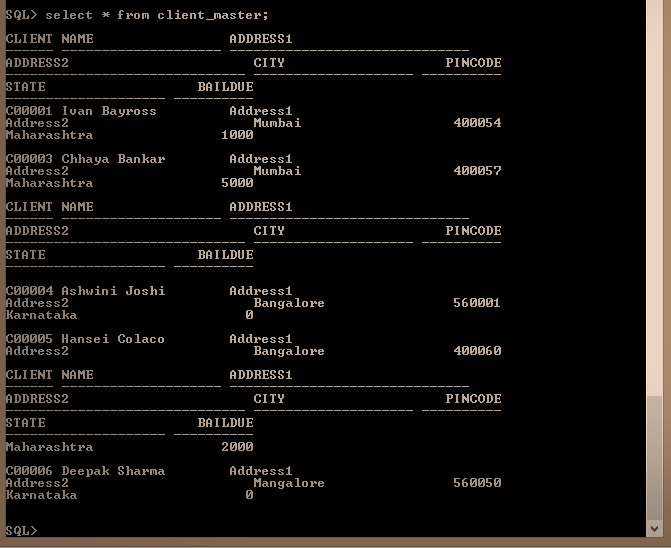 SQL> select * from client_master;
CLIENT NAME ADDRESS1
ADDRESS2 CITY PINCODE
STATE BAILDUE
C00001 Ivan Bayross Address1
Address2 Mumbai 400054
Maharashtra 1000
C00003 Chhaya Bankar Address1
Address2 Mumbai 400057
Maharashtra 5000
CLIENT NAME ADDRESS1
ADDRESS2 CITY PINCODE
STATE BAILDUE
C00004 Ashwini Joshi Address1
Address2 Bangalore 560001
Karnataka 0
C00005 Hansei Colaco Address1
Address2 Bangalore 400060
CLIENT NAME ADDRESS1
ADDRESS2 CITY PINCODE
STATE BAILDUE
Maharashtra 2000
C00006 Deepak Sharma Address1
Address2 Mangalore 560050
Karnataka 0
SQL>